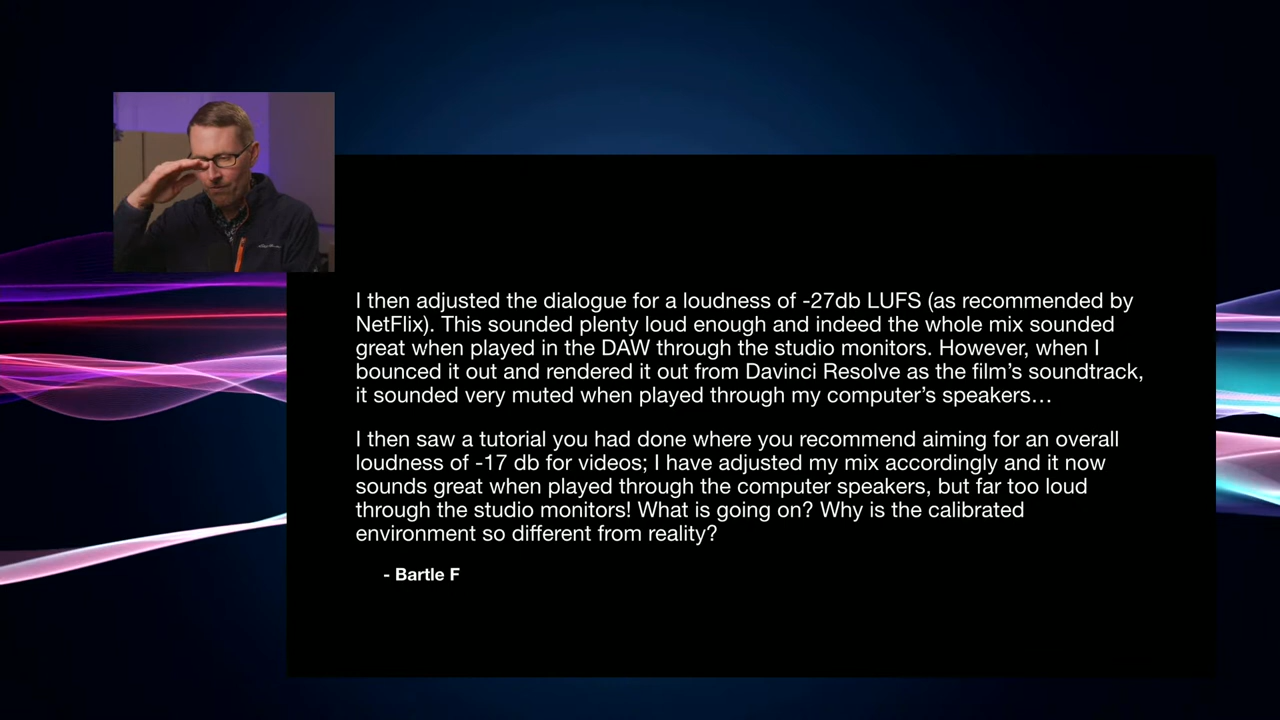 I then adjusted the dialogue for a loudness of -27db LUFS (as recommended by
NetFlix). This sounded plenty loud enough and indeed the whole mix sounded
great when played in the DAW through the studio monitors. However, when I
bounced it out and rendered it out from Davinci Resolve as the film’s soundtrack,
it sounded very muted when played through my computer’s speakers…
I then saw a tutorial you had done where you recommend aiming for an overall
loudness of -17 db for videos; I have adjusted my mix accordingly and it now
sounds great when played through the computer speakers, but far too loud
through the studio monitors! What is going on? Why is the calibrated
environment so different from reality?
- Bartle F